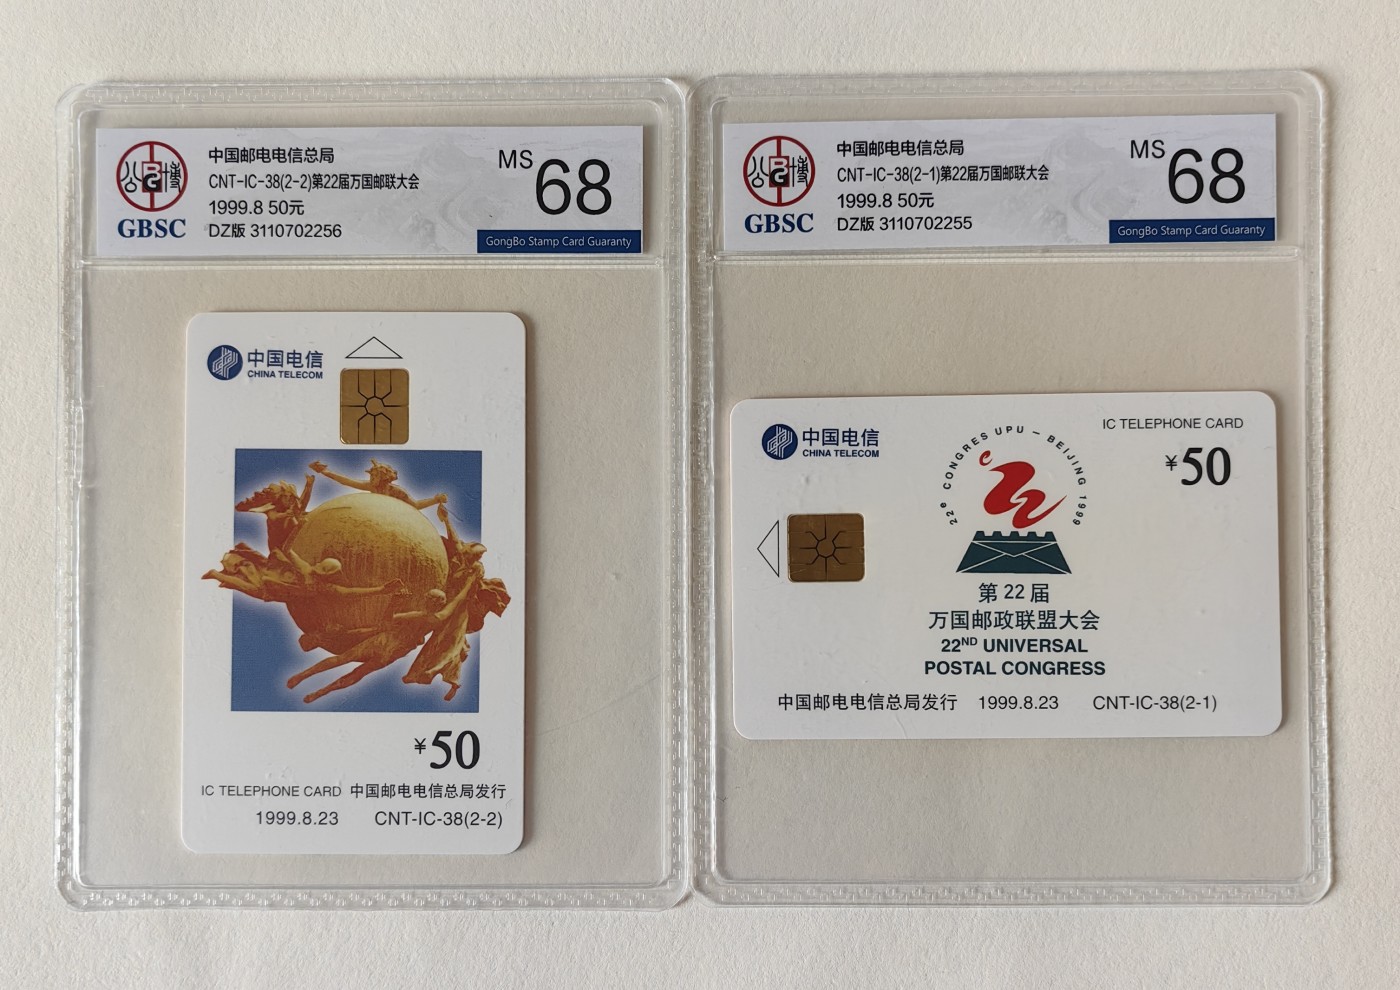 中国邮电电信总局
CNT-IC-38(2-2)第22届万国邮联大会
1999.8 50元
DZ版 3110702256
GBSC
MS 68
GongBo Stamp Card Guaranty
中国电信
CHINA TELECOM
¥50
IC TELEPHONE CARD 中国邮电电信总局发行
1999.8.23 CNT-IC-38(2-2)
中国邮电电信总局
CNT-IC-38(2-1)第22届万国邮联大会
1999.8 50元
DZ版 3110702255
GBSC
MS 68
GongBo Stamp Card Guaranty
中国电信
CHINA TELECOM
22e CONGRES UPU – BEIJING 1999
IC TELEPHONE CARD
¥50
第22届
万国邮政联盟大会
22ND UNIVERSAL
POSTAL CONGRESS
中国邮电电信总局发行 1999.8.23 CNT-IC-38(2-1)